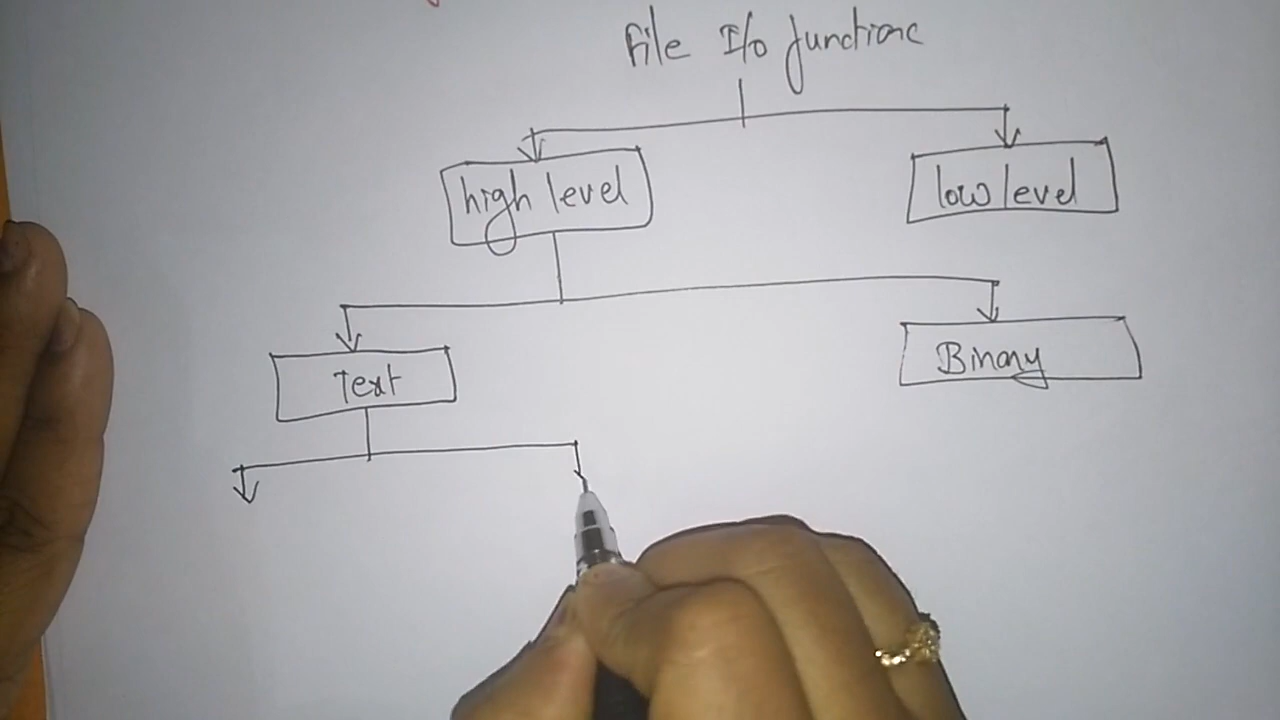 File I/o functions
high level
low level
Text
Binary